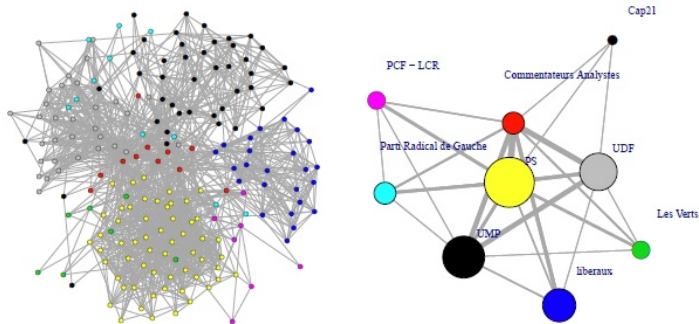 Cap21
PCF − LCR
Commentateurs Analystes
Parti Radical de Gauche
PS
UDF
Les Verts
UMP
liberaux